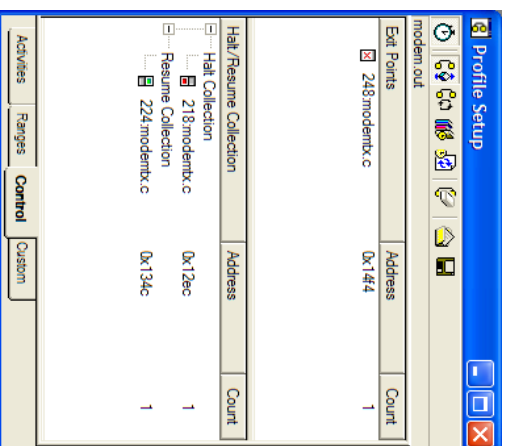 Profile Setup
modem.out
Exit Points Address Count
248:modemtx.c 0x14f4 1
Halt/Resume Collection Address Count
Halt Collection
218:modemtx.c 0x12ec 1
Resume Collection
224:modemtx.c 0x134c 1
Activities Ranges Control Custom